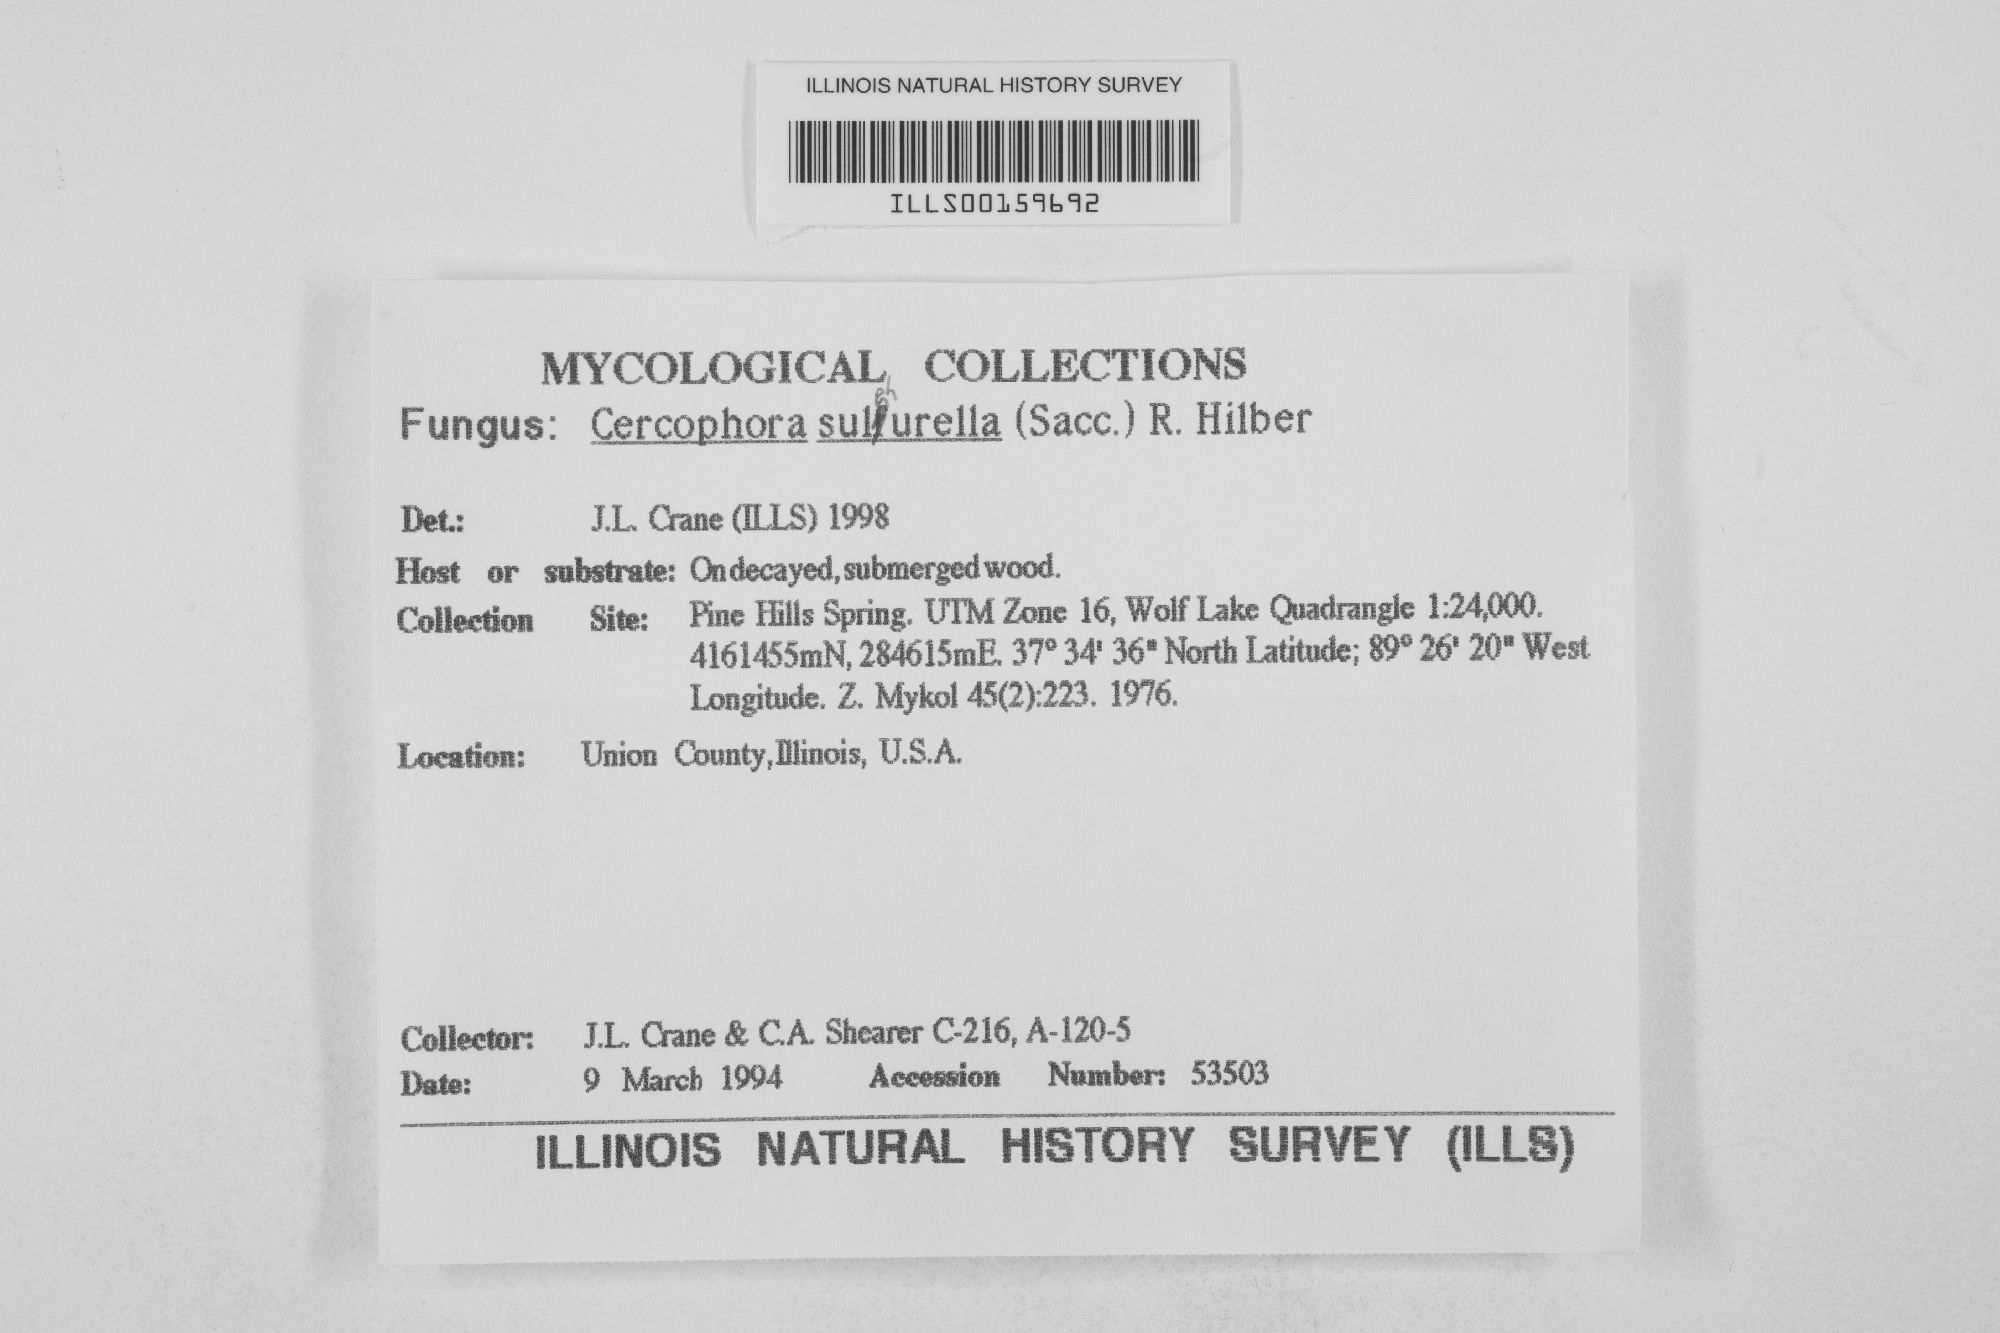 ILLINOIS NATURAL HISTORY SURVEY
ILLS00159692
MYCOLOGICAL COLLECTIONS
Fungus: Cercophora sulphurella (Sacc.) R. Hilber
Det.: J.L. Crane (ILLS) 1998
Host or substrate: On decayed, submerged wood.
Collection Site: Pine Hills Spring. UTM Zone 16, Wolf Lake Quadrangle 1:24,000.
4161455mN, 284615mE. 37° 34' 36" North Latitude; 89° 26' 20" West
Longitude. Z. Mykol 45(2):223. 1976.
Location: Union County, Illinois, U.S.A.
Collector: J.L. Crane & C.A. Shearer C-216, A-120-5
Date: 9 March 1994 Accession Number: 53503
ILLINOIS NATURAL HISTORY SURVEY (ILLS)